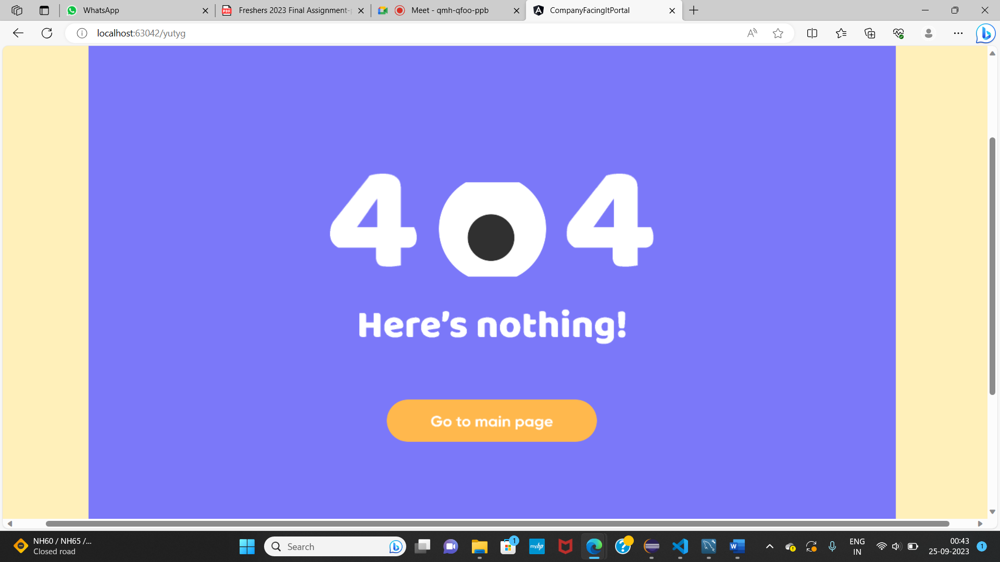 WhatsApp
Freshers 2023 Final Assignment-
Meet - qmh-qfoo-ppb
CompanyFacingItPortal
localhost:63042/yutyg
404
Here's nothing!
Go to main page
NH60 / NH65 /...
Closed road
Search
1
myhp
ENG
IN
00:43
25-09-2023
1